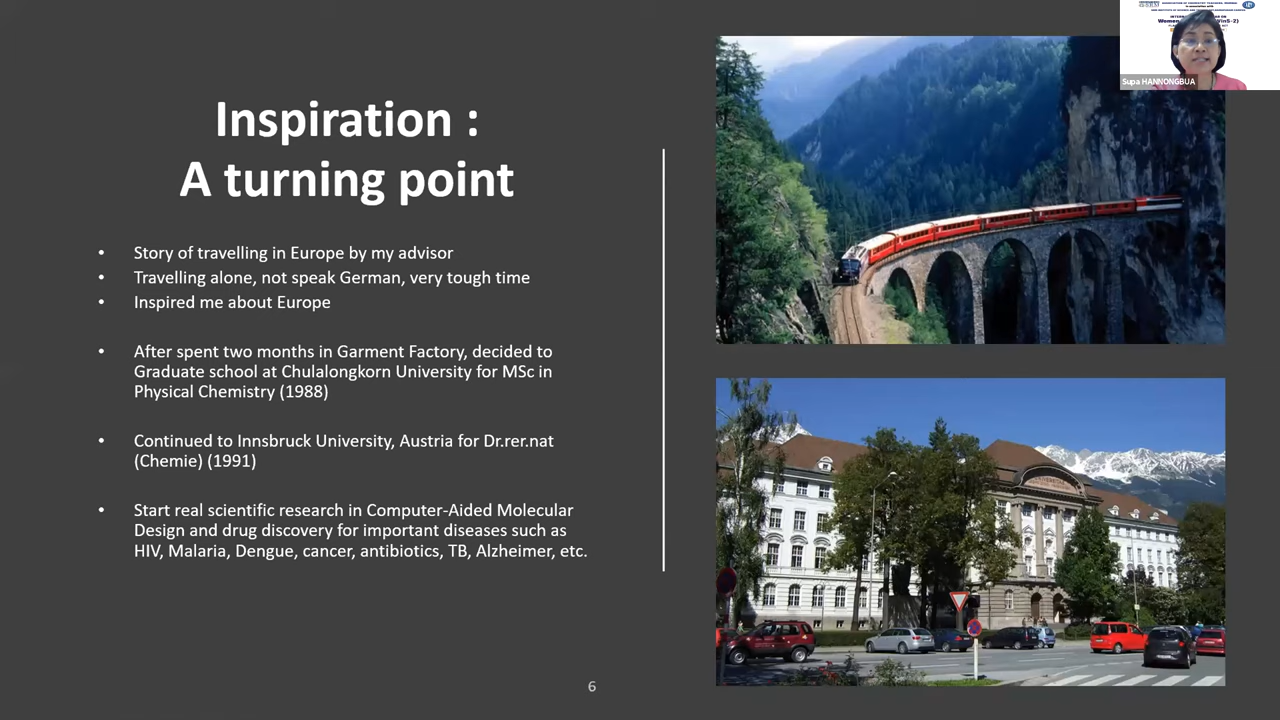 Inspiration :
A turning point
• Story of travelling in Europe by my advisor
• Travelling alone, not speak German, very tough time
• Inspired me about Europe
• After spent two months in Garment Factory, decided to
Graduate school at Chulalongkorn University for MSc in
Physical Chemistry (1988)
• Continued to Innsbruck University, Austria for Dr.rer.nat
(Chemie) (1991)
• Start real scientific research in Computer-Aided Molecular
Design and drug discovery for important diseases such as
HIV, Malaria, Dengue, cancer, antibiotics, TB, Alzheimer, etc.
6
Supa HANNONGBUA